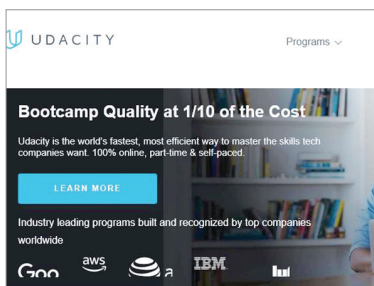 UDACITY
Programs
Bootcamp Quality at 1/10 of the Cost
Udacity is the world's fastest, most efficient way to master the skills tech
companies want. 100% online, part-time & self-paced.
LEARN MORE
Industry leading programs built and recognized by top companies
worldwide
aws
IBM